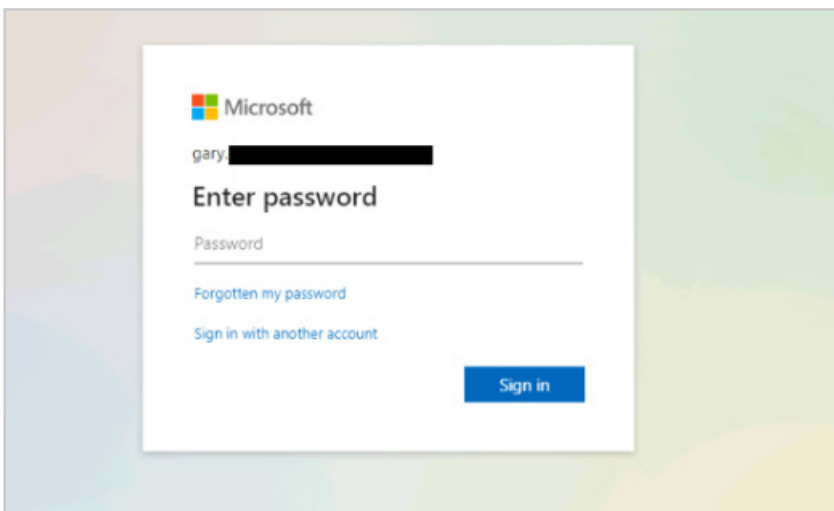 Microsoft
gary.
Enter password
Password
Forgotten my password
Sign in with another account
Sign in